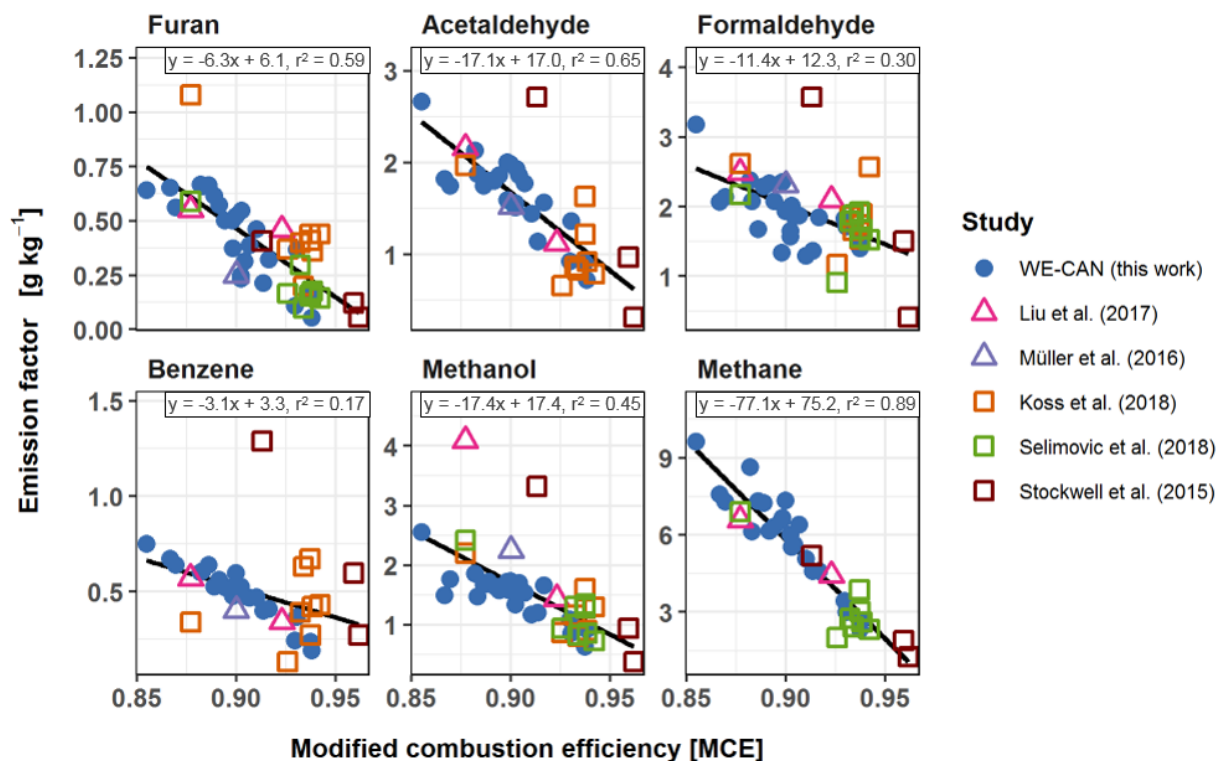 Furan
Acetaldehyde
Formaldehyde
y = -6.3x + 6.1, r² = 0.59
y = -17.1x + 17.0, r² = 0.65
y = -11.4x + 12.3, r² = 0.30
1.25
1.00
0.75
0.50
0.25
0.00
3
2
1
4
3
2
1
Benzene
Methanol
Methane
y = -3.1x + 3.3, r² = 0.17
y = -17.4x + 17.4, r² = 0.45
y = -77.1x + 75.2, r² = 0.89
1.5
1.0
0.5
4
3
2
1
9
6
3
0.85 0.90 0.95
0.85 0.90 0.95
0.85 0.90 0.95
Emission factor [g kg⁻¹]
Modified combustion efficiency [MCE]
Study
WE-CAN (this work)
Liu et al. (2017)
Müller et al. (2016)
Koss et al. (2018)
Selimovic et al. (2018)
Stockwell et al. (2015)